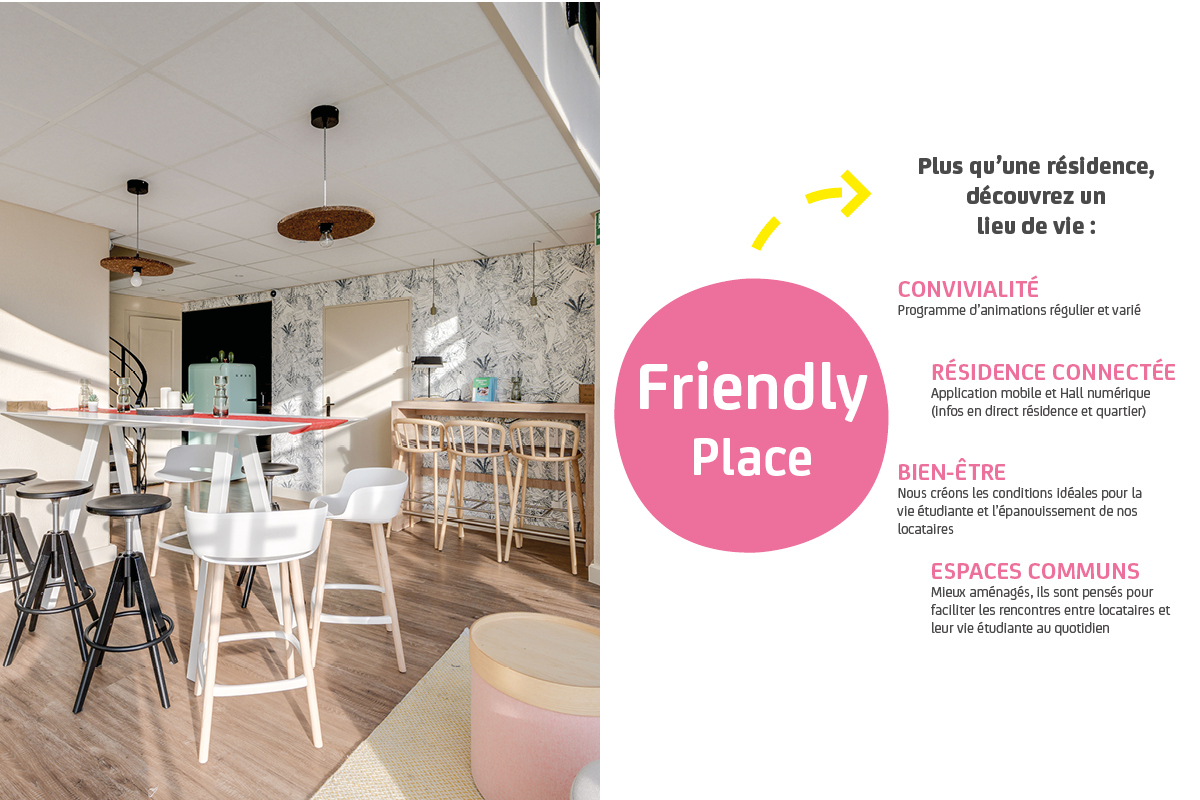 Plus qu’une résidence,
découvrez un
lieu de vie :
Friendly
Place
CONVIVIALITÉ
Programme d’animations régulier et varié
RÉSIDENCE CONNECTÉE
Application mobile et Hall numérique
(infos en direct résidence et quartier)
BIEN-ÊTRE
Nous créons les conditions idéales pour la
vie étudiante et l’épanouissement de nos
locataires
ESPACES COMMUNS
Mieux aménagés, ils sont pensés pour
faciliter les rencontres entre locataires et
leur vie étudiante au quotidien